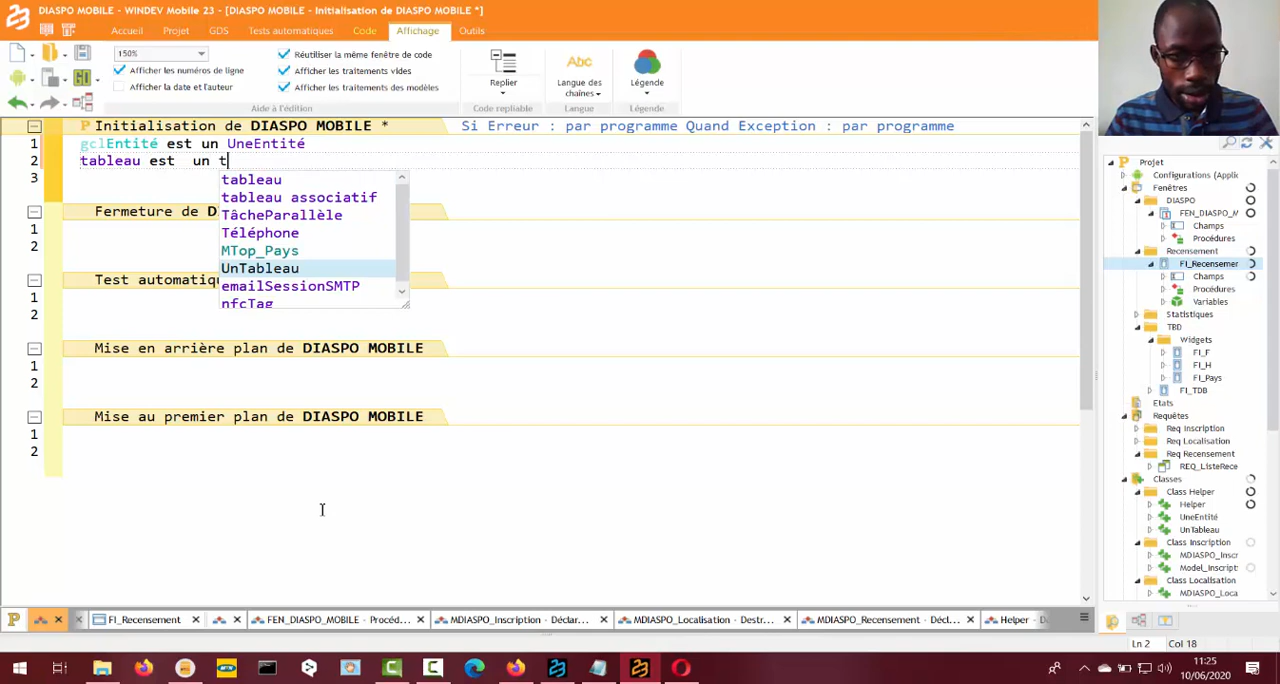 DIASPO MOBILE - WINDEV Mobile 23 - [DIASPO MOBILE - Initialisation de DIASPO MOBILE *]
Accueil Projet GDS Tests automatiques Code Affichage Outils
150%
Afficher les numéros de ligne
Afficher la date et l'auteur
Réutiliser la même fenêtre de code
Afficher les traitements vides
Afficher les traitements des modèles
Aide à l'édition
Replier
Code repliable
Abc
Langue des
chaînes
Langue
Légende
Légende
GO
P Initialisation de DIASPO MOBILE * Si Erreur : par programme Quand Exception : par programme
1 gclEntité est un UneEntité
2 tableau est un t
3
tableau
tableau associatif
TâcheParallèle
Téléphone
MTop_Pays
UnTableau
emailSessionSMTP
nfcTag
Fermeture de D
1
2
Test automatiqu
1
2
Mise en arrière plan de DIASPO MOBILE
1
2
Mise au premier plan de DIASPO MOBILE
1
2
Projet
Configurations (Applic
Fenêtres
DIASPO
FEN_DIASPO_M
Champs
Procédures
Recensement
FI_Recensemer
Champs
Procédures
Variables
Statistiques
TBD
Widgets
FI_F
FI_H
FI_Pays
FI_TDB
Etats
Requêtes
Req Inscription
Req Localisation
Req Recensement
REQ_ListeRece
Classes
Class Helper
Helper
UneEntité
UnTableau
Class Inscription
MDIASPO_Inscr
Model_Inscript
Class Localisation
MDIASPO_Loca
P FI_Recensement FEN_DIASPO_MOBILE - Procéd... MDIASPO_Inscription - Déclar... MDIASPO_Localisation - Destr... MDIASPO_Recensement - Décl... Helper - D
Ln 2 Col 18
11:25
10/06/2020